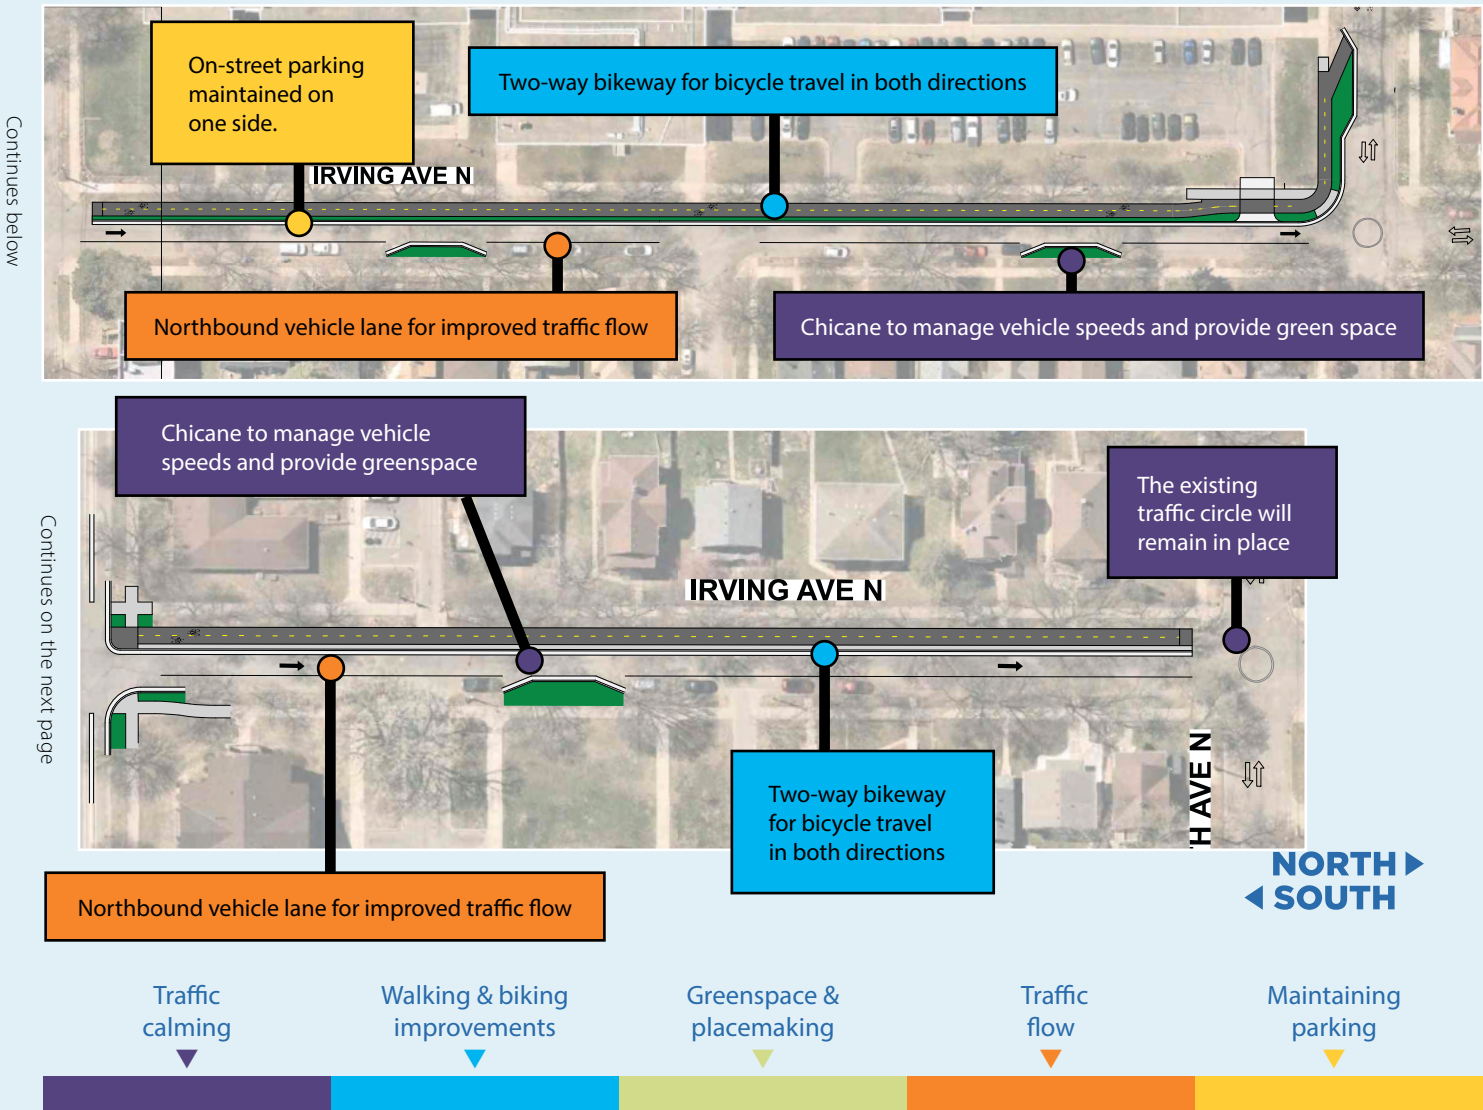 Continues below
On-street parking
maintained on
one side.
Two-way bikeway for bicycle travel in both directions
IRVING AVE N
Northbound vehicle lane for improved traffic flow
Chicane to manage vehicle speeds and provide green space
Continues on the next page
Chicane to manage vehicle
speeds and provide greenspace
The existing
traffic circle will
remain in place
IRVING AVE N
Two-way bikeway
for bicycle travel
in both directions
H AVE N
Northbound vehicle lane for improved traffic flow
NORTH
SOUTH
Traffic
calming
Walking & biking
improvements
Greenspace &
placemaking
Traffic
flow
Maintaining
parking